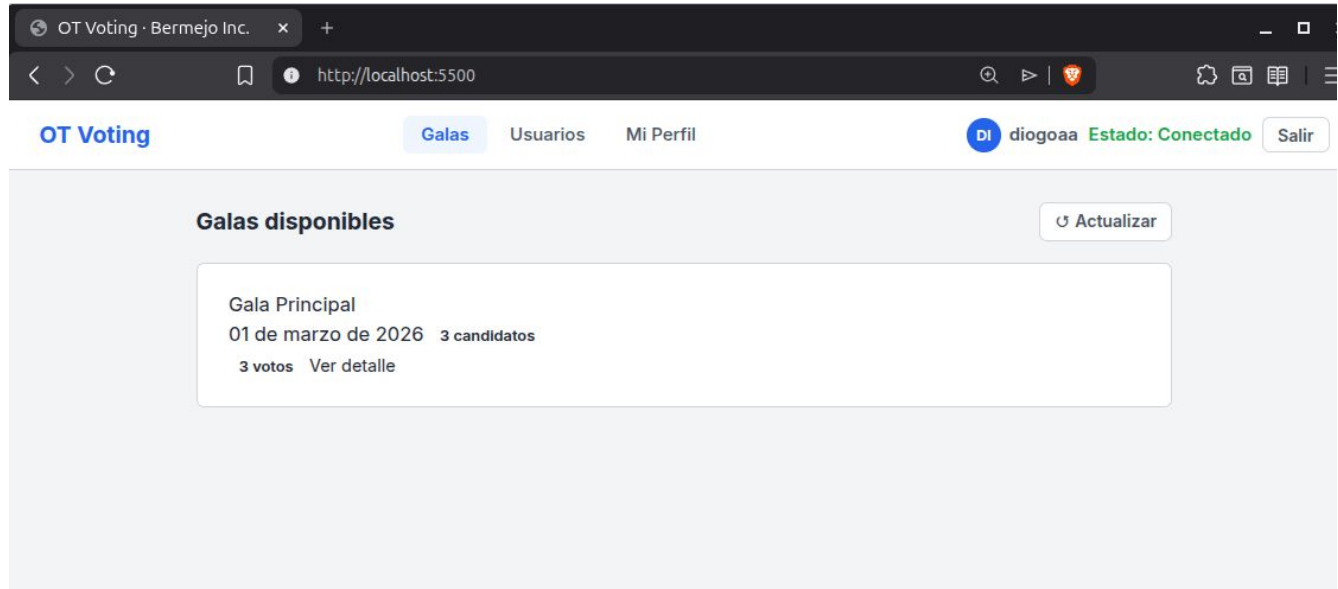 OT Voting · Bermejo Inc.
http://localhost:5500
OT Voting Galas Usuarios Mi Perfil DI diogoaa Estado: Conectado Salir
Galas disponibles ↺ Actualizar
Gala Principal
01 de marzo de 2026 3 candidatos
3 votos Ver detalle